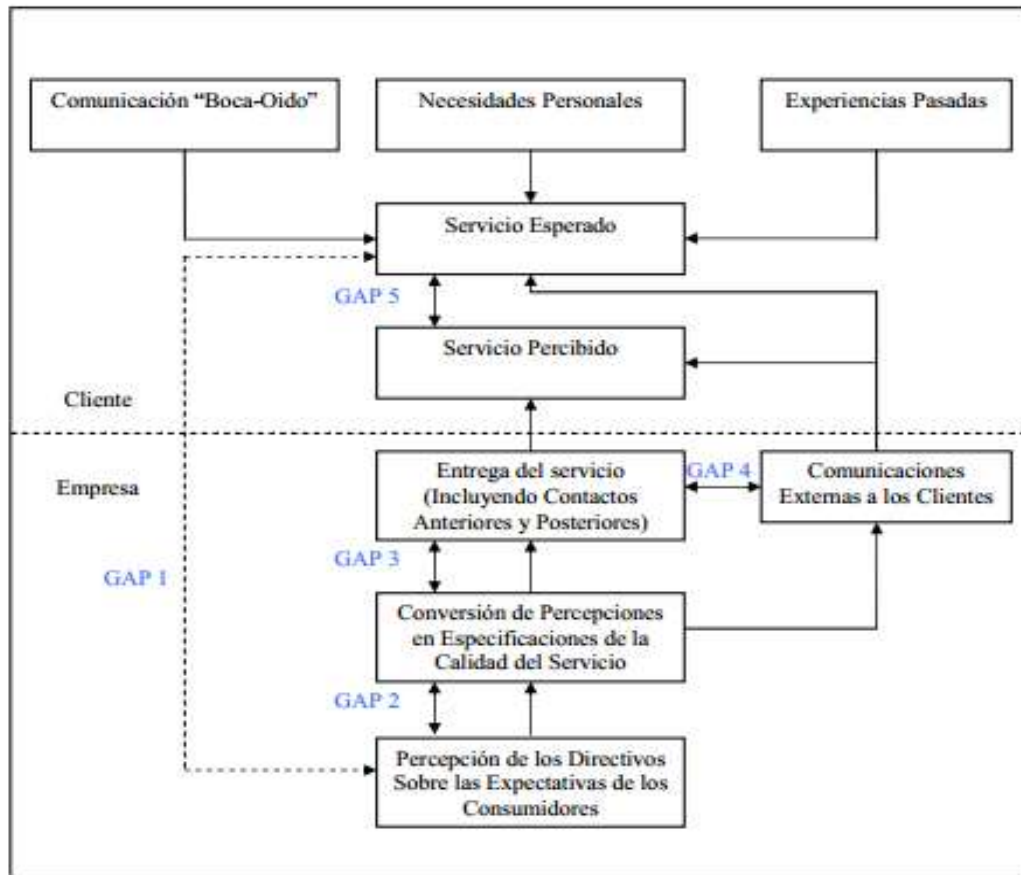 Comunicación “Boca-Oido”
Necesidades Personales
Experiencias Pasadas
Servicio Esperado
GAP 5
Servicio Percibido
Cliente
Empresa
Entrega del servicio
(Incluyendo Contactos
Anteriores y Posteriores)
GAP 4
Comunicaciones
Externas a los Clientes
GAP 3
GAP 1
Conversión de Percepciones
en Especificaciones de la
Calidad del Servicio
GAP 2
Percepción de los Directivos
Sobre las Expectativas de los
Consumidores